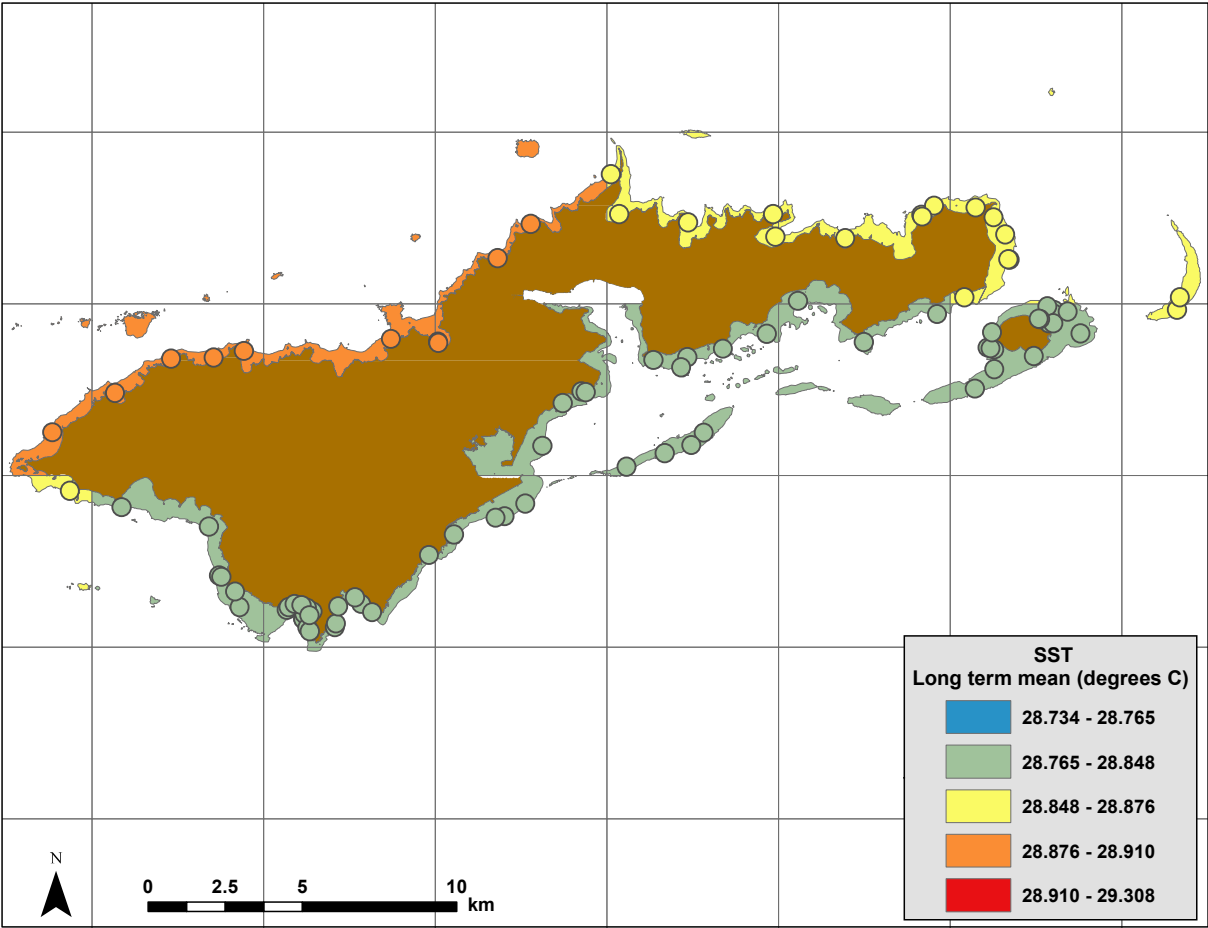 SST
Long term mean (degrees C)
28.734 - 28.765
28.765 - 28.848
28.848 - 28.876
28.876 - 28.910
28.910 - 29.308
N
0 2.5 5 10
km